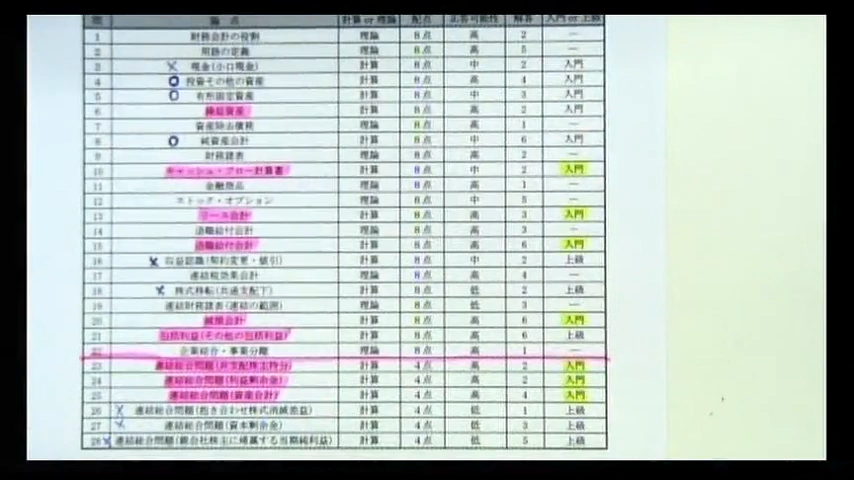 問 論 点 計算 or 理論 配点 正答可能性 解答 入門 or 上級
1 財務会計の役割 理論 8点 高 2 ―
2 用語の定義 理論 8点 高 5 ―
3 × 現金(小口現金) 計算 8点 中 2 入門
4 ○ 投資その他の資産 計算 8点 高 4 入門
5 ○ 有形固定資産 計算 8点 中 3 入門
6 繰延資産 計算 8点 高 2 入門
7 資産除去債務 理論 8点 高 1 ―
8 ○ 純資産会計 計算 8点 中 6 入門
9 財務諸表 理論 8点 高 2 ―
10 キャッシュ・フロー計算書 計算 8点 中 2 入門
11 金融商品 理論 8点 高 1 ―
12 ストック・オプション 理論 8点 中 5 ―
13 リース会計 計算 8点 高 3 入門
14 退職給付会計 理論 8点 高 3 ―
15 退職給付会計 計算 8点 高 6 入門
16 × 収益認識(契約変更・値引) 計算 8点 中 2 上級
17 連結税効果会計 理論 8点 高 4 ―
18 × 株式移転(共通支配下) 計算 8点 低 2 上級
19 連結財務諸表(連結の範囲) 理論 8点 低 3 ―
20 減損会計 計算 8点 高 6 入門
21 包括利益(その他の包括利益) 計算 8点 高 6 上級
22 企業結合・事業分離 理論 8点 高 1 ―
23 連結総合問題(非支配株主持分) 計算 4点 高 2 入門
24 連結総合問題(利益剰余金) 計算 4点 高 2 入門
25 連結総合問題(資産合計) 計算 4点 高 4 入門
26 × 連結総合問題(抱き合わせ株式消滅差益) 計算 4点 低 1 上級
27 × 連結総合問題(資本剰余金) 計算 4点 低 3 上級
28 × 連結総合問題(親会社株主に帰属する当期純利益) 計算 4点 低 5 上級